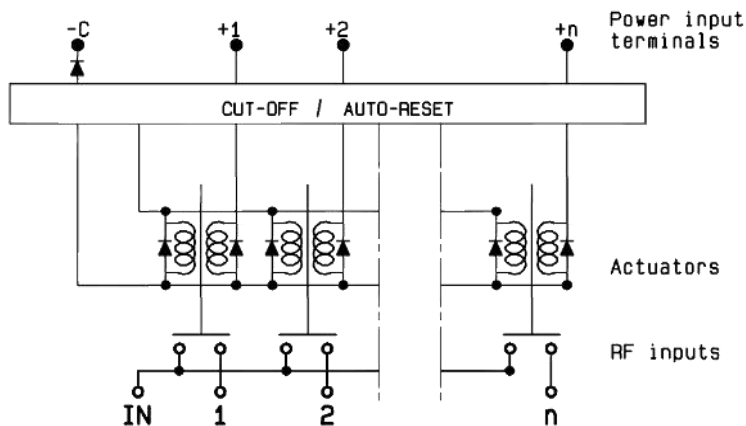 -C +1 +2 +n Power input
terminals
CUT-OFF / AUTO-RESET
Actuators
RF inputs
IN 1 2 n